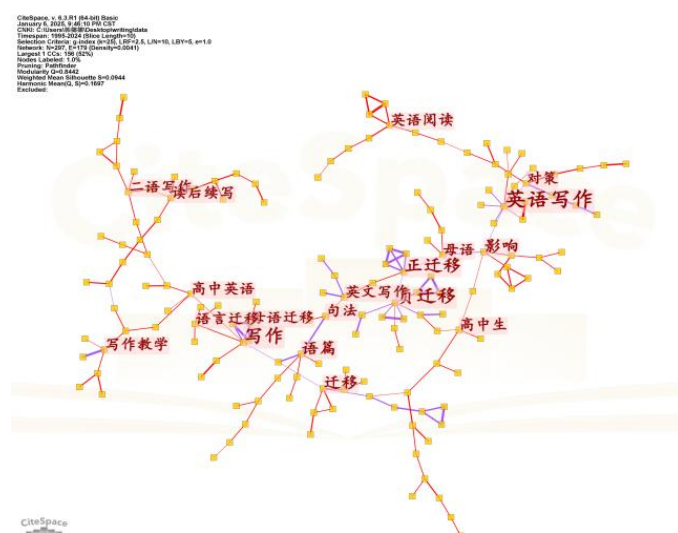 CiteSpace, v. 6.3.R1 (64-bit) Basic
January 6, 2025, 9:46:10 PM CST
Timespan: 1995-2024 (Slice Length=10)
Selection Criteria: g-index (k=25), LRF=2.5, L/N=10, LBY=5, e=1.0
Network: N=297, E=179 (Density=0.0041)
Largest 1 CCs: 156 (52%)
Nodes Labeled: 1.0%
Pruning: Pathfinder
Modularity Q=0.8442
Weighted Mean Silhouette S=0.9944
Harmonic Mean(Q, S)=0.1697
Excluded:
英语阅读
对策
二语写作
读后续写
英语写作
母语
影响
正迁移
高中英语
英文写作
负迁移
语言迁移
母语迁移
句法
高中生
写作
写作教学
语篇
迁移
CiteSpace
CiteSpace